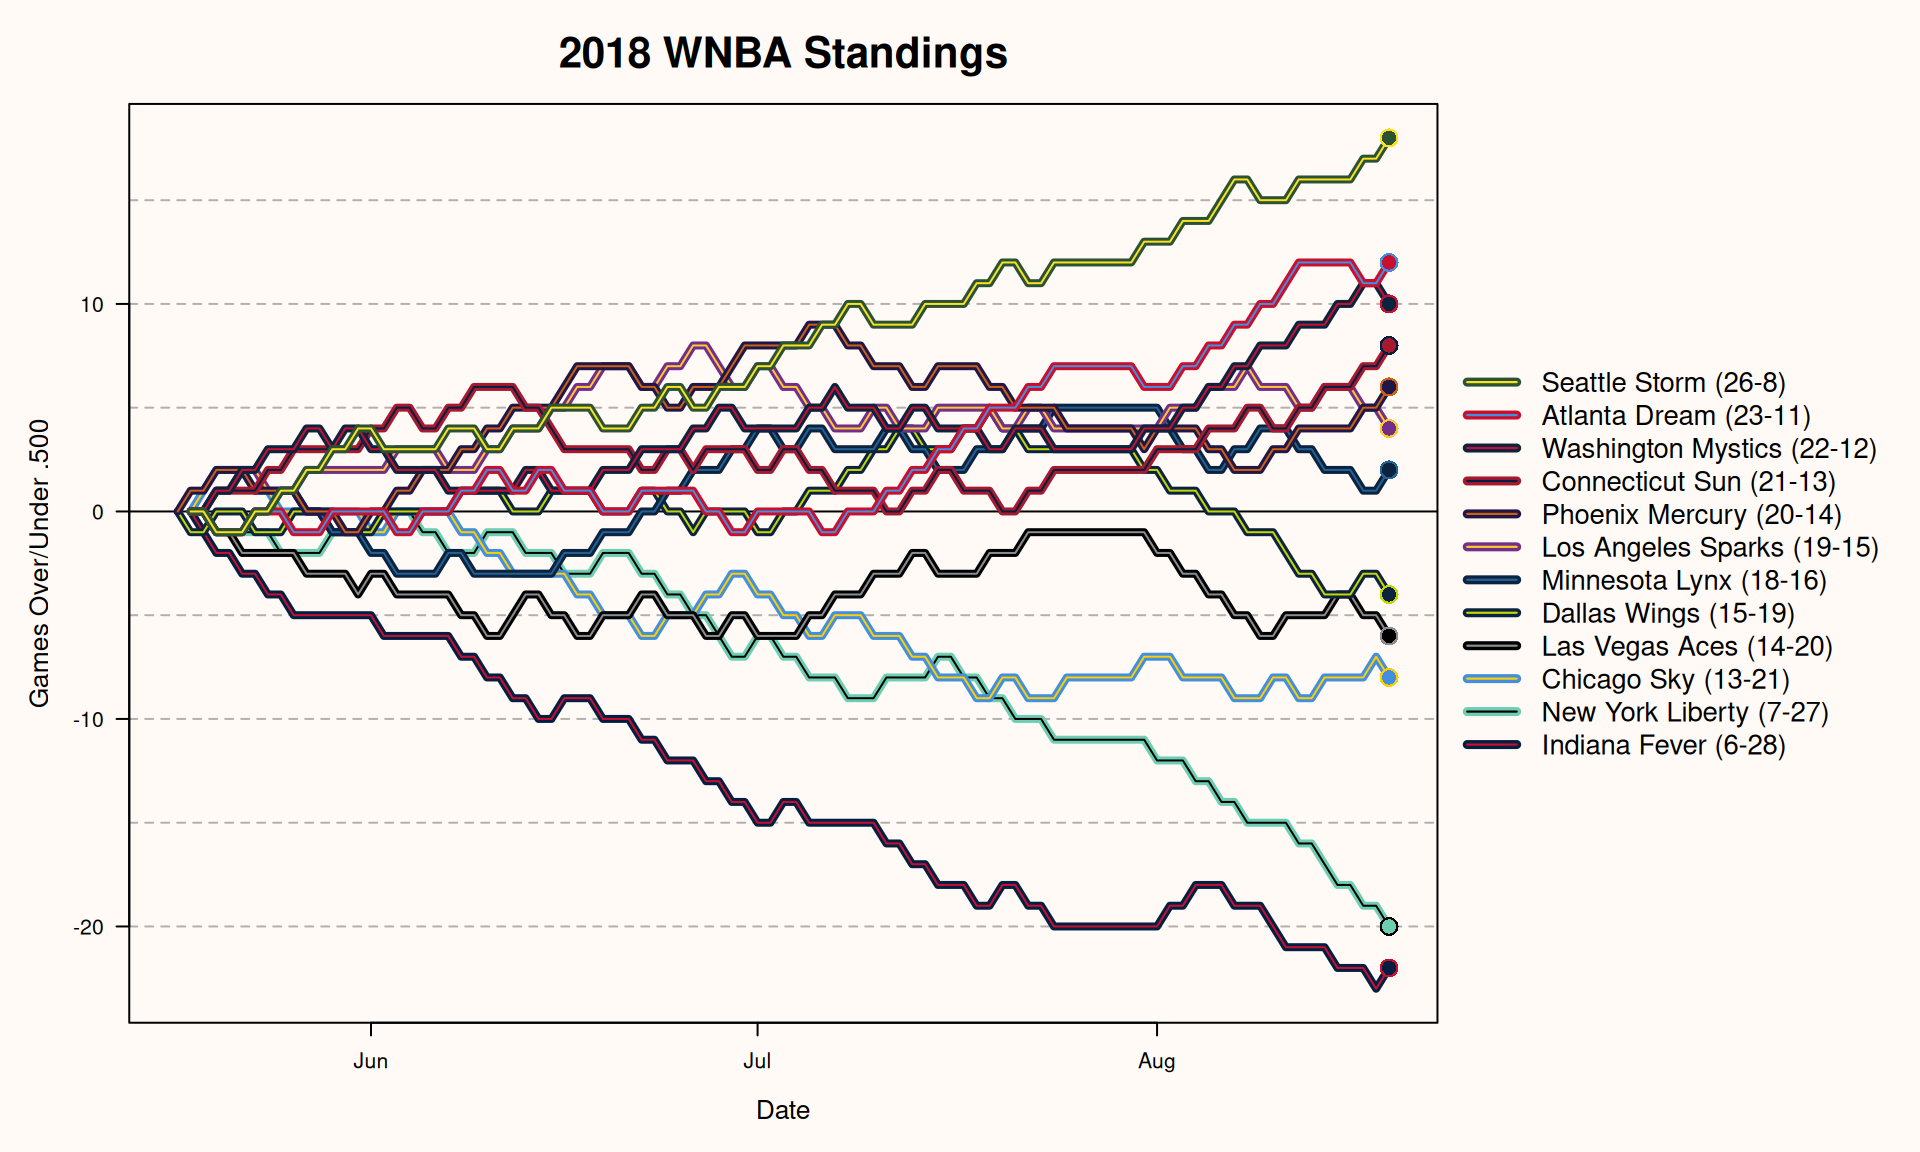 2018 WNBA Standings
Games Over/Under .500
10
0
-10
-20
Jun
Jul
Aug
Date
Seattle Storm (26-8)
Atlanta Dream (23-11)
Washington Mystics (22-12)
Connecticut Sun (21-13)
Phoenix Mercury (20-14)
Los Angeles Sparks (19-15)
Minnesota Lynx (18-16)
Dallas Wings (15-19)
Las Vegas Aces (14-20)
Chicago Sky (13-21)
New York Liberty (7-27)
Indiana Fever (6-28)